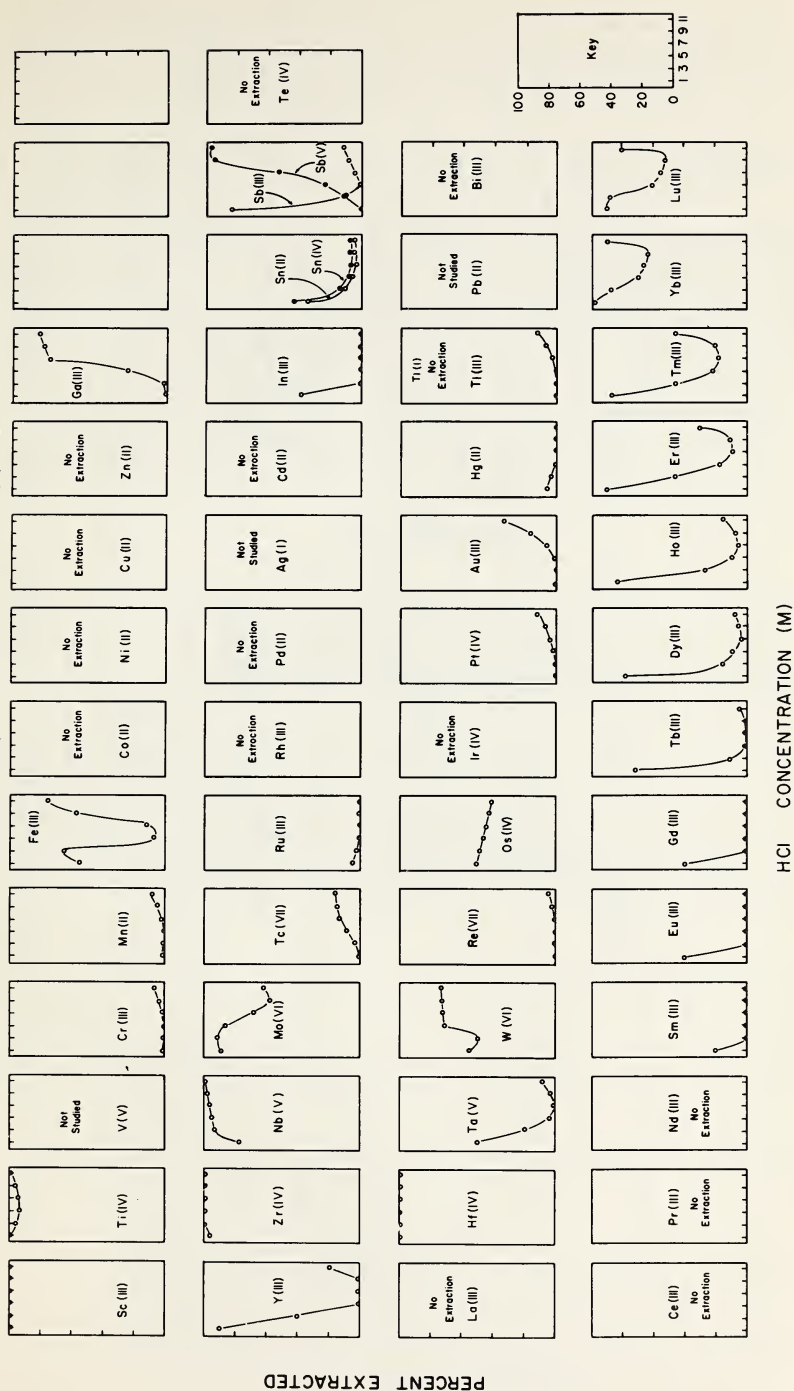 Sc (III)
Ti (IV)
Not
Studied
V (V)
Cr (III)
Mn (II)
Fe (III)
No
Extraction
Co (II)
No
Extraction
Ni (II)
No
Extraction
Cu (II)
No
Extraction
Zn (II)
Ga (III)
Y (III)
Zr (IV)
Nb (V)
Mo (VI)
Tc (VII)
Ru (III)
No
Extraction
Rh (III)
No
Extraction
Pd (II)
Not
Studied
Ag (I)
No
Extraction
Cd (II)
In (III)
Sn (II)
Sn (IV)
Sb (III)
Sb (V)
No
Extraction
Te (IV)
No
Extraction
La (III)
Hf (IV)
Ta (V)
W (VI)
Re (VII)
Os (IV)
No
Extraction
Ir (IV)
Pt (IV)
Au (III)
Hg (II)
Tl (I)
No
Extraction
Tl (III)
Not
Studied
Pb (II)
No
Extraction
Bi (III)
Ce (III)
No
Extraction
Pr (III)
No
Extraction
Nd (III)
No
Extraction
Sm (III)
Eu (III)
Gd (III)
Tb (III)
Dy (III)
Ho (III)
Er (III)
Tm (III)
Yb (III)
Lu (III)
100
80
60
40
20
0
Key
1 3 5 7 9 11
PERCENT EXTRACTED
HCl CONCENTRATION (M)